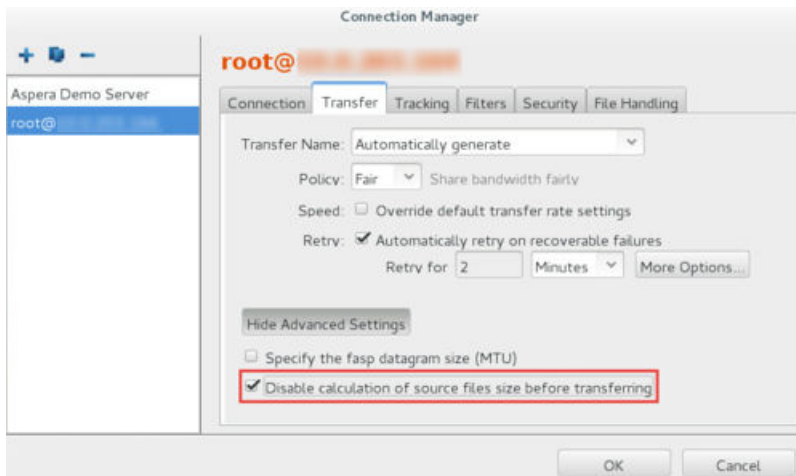 Connection Manager
root@
Aspera Demo Server
root@
Connection Transfer Tracking Filters Security File Handling
Transfer Name: Automatically generate
Policy: Fair Share bandwidth fairly
Speed: Override default transfer rate settings
Retry: Automatically retry on recoverable failures
Retry for 2 Minutes More Options...
Hide Advanced Settings
Specify the fasp datagram size (MTU)
Disable calculation of source files size before transferring
OK Cancel